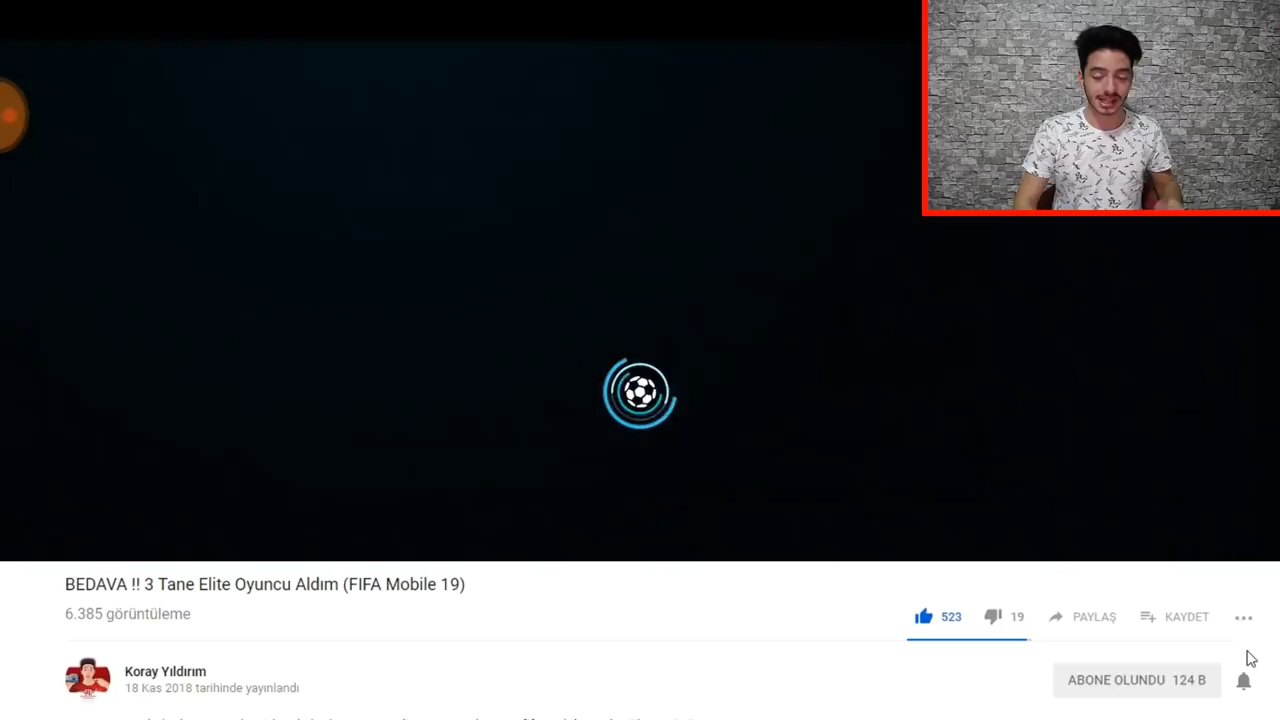 BEDAVA !! 3 Tane Elite Oyuncu Aldım (FIFA Mobile 19)
6.385 görüntüleme
523
19
PAYLAŞ
KAYDET
Koray Yıldırım
18 Kas 2018 tarihinde yayınlandı
ABONE OLUNDU 124 B